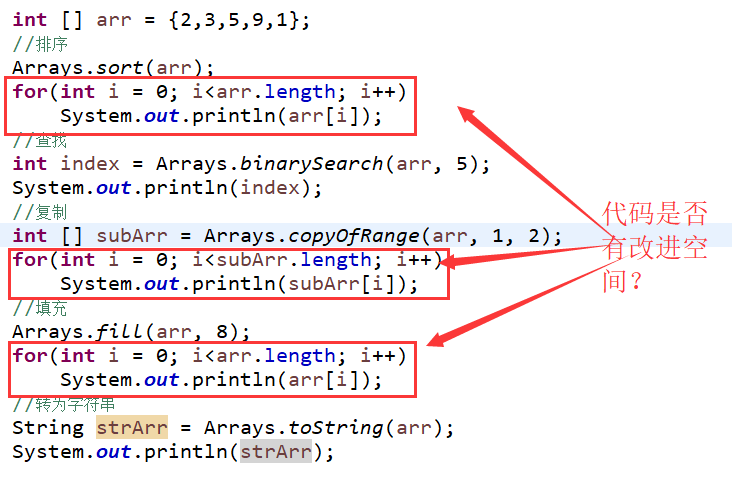 int [] arr = {2,3,5,9,1};
//排序
Arrays.sort(arr);
for(int i = 0; i<arr.length; i++)
System.out.println(arr[i]);
//查找
int index = Arrays.binarySearch(arr, 5);
System.out.println(index);
//复制
int [] subArr = Arrays.copyOfRange(arr, 1, 2);
for(int i = 0; i<subArr.length; i++)
System.out.println(subArr[i]);
//填充
Arrays.fill(arr, 8);
for(int i = 0; i<arr.length; i++)
System.out.println(arr[i]);
//转为字符串
String strArr = Arrays.toString(arr);
System.out.println(strArr);
代码是否
有改进空
间?